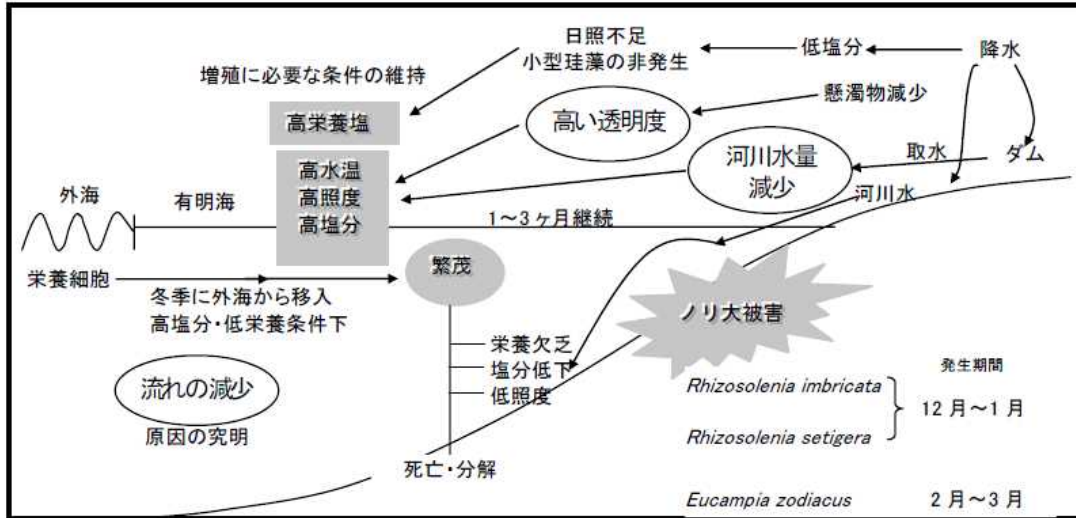 日照不足
小型珪藻の非発生
低塩分
降水
増殖に必要な条件の維持
懸濁物減少
高栄養塩
高い透明度
河川水量
減少
取水
ダム
高水温
高照度
高塩分
外海
有明海
1～3ヶ月継続
河川水
栄養細胞
繁茂
冬季に外海から移入
高塩分・低栄養条件下
ノリ大被害
栄養欠乏
塩分低下
低照度
流れの減少
原因の究明
死亡・分解
発生期間
Rhizosolenia imbricata
12月～1月
Rhizosolenia setigera
Eucampia zodiacus
2月～3月